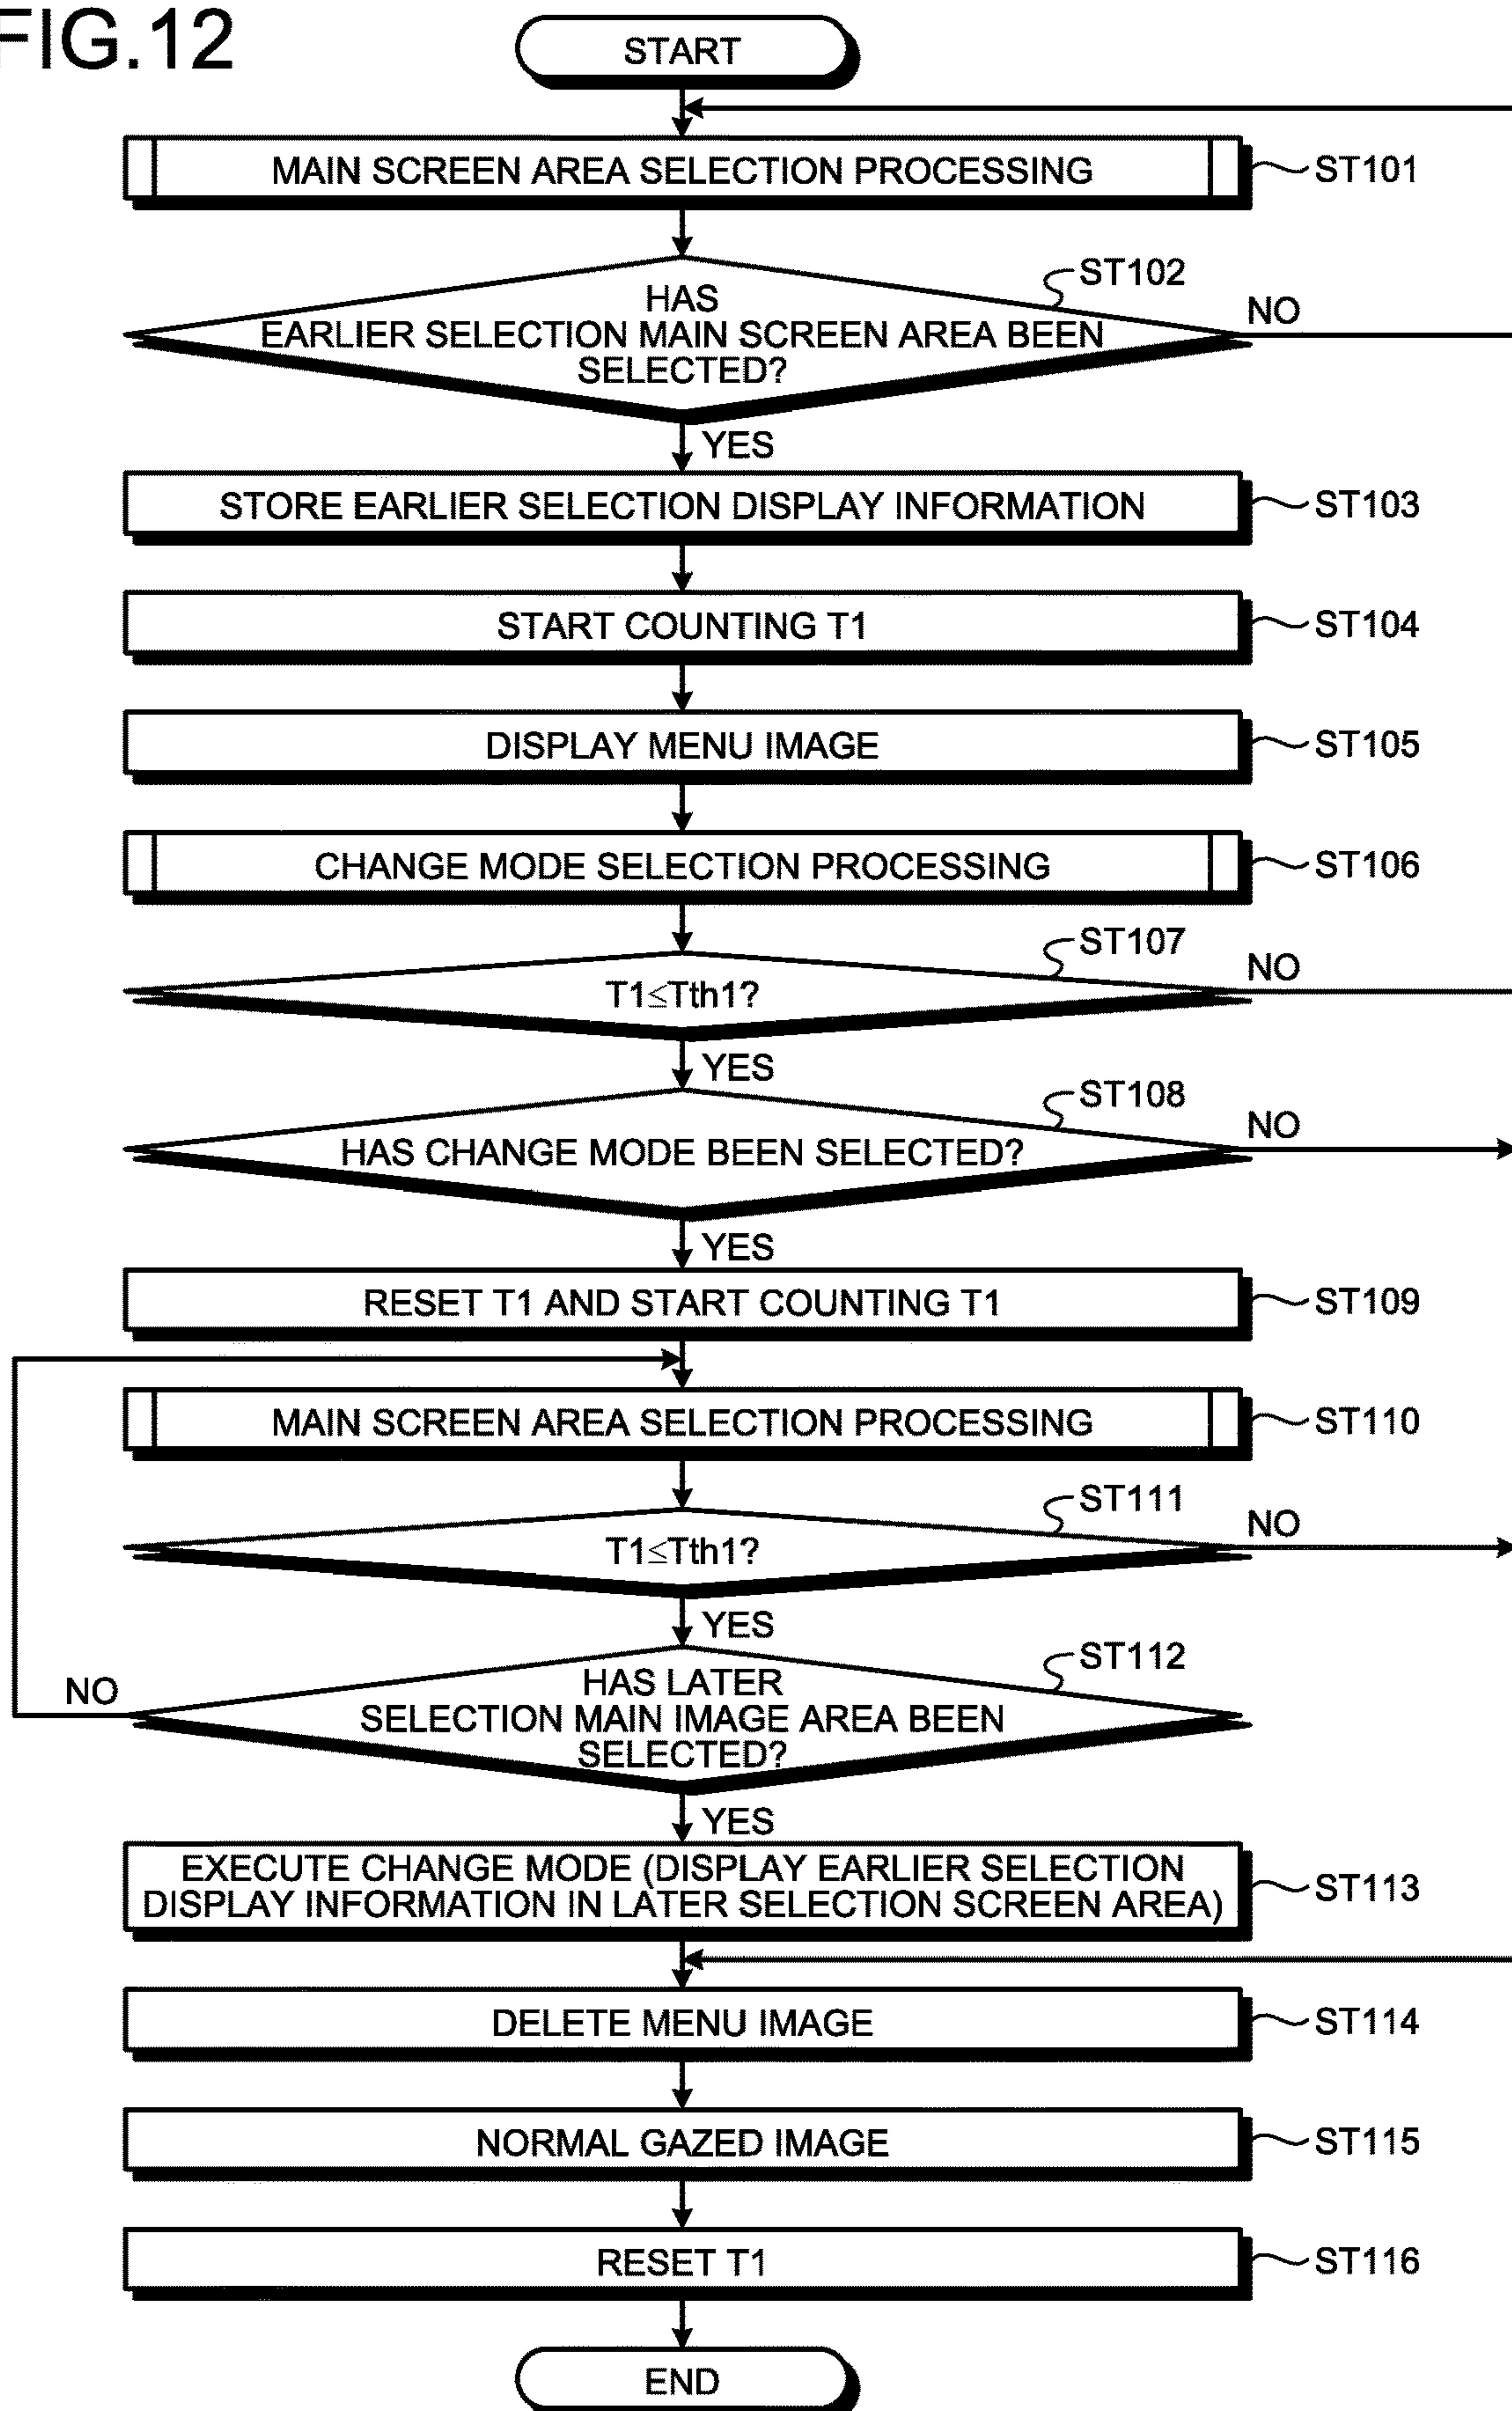 FIG.12
START
MAIN SCREEN AREA SELECTION PROCESSING
ST101
ST102
HAS
EARLIER SELECTION MAIN SCREEN AREA BEEN
SELECTED?
NO
YES
STORE EARLIER SELECTION DISPLAY INFORMATION
ST103
START COUNTING T1
ST104
DISPLAY MENU IMAGE
ST105
CHANGE MODE SELECTION PROCESSING
ST106
ST107
T1≤Tth1?
NO
YES
ST108
HAS CHANGE MODE BEEN SELECTED?
NO
YES
RESET T1 AND START COUNTING T1
ST109
MAIN SCREEN AREA SELECTION PROCESSING
ST110
ST111
T1≤Tth1?
NO
YES
ST112
HAS LATER
SELECTION MAIN IMAGE AREA BEEN
SELECTED?
NO
YES
EXECUTE CHANGE MODE (DISPLAY EARLIER SELECTION
DISPLAY INFORMATION IN LATER SELECTION SCREEN AREA)
ST113
DELETE MENU IMAGE
ST114
NORMAL GAZED IMAGE
ST115
RESET T1
ST116
END